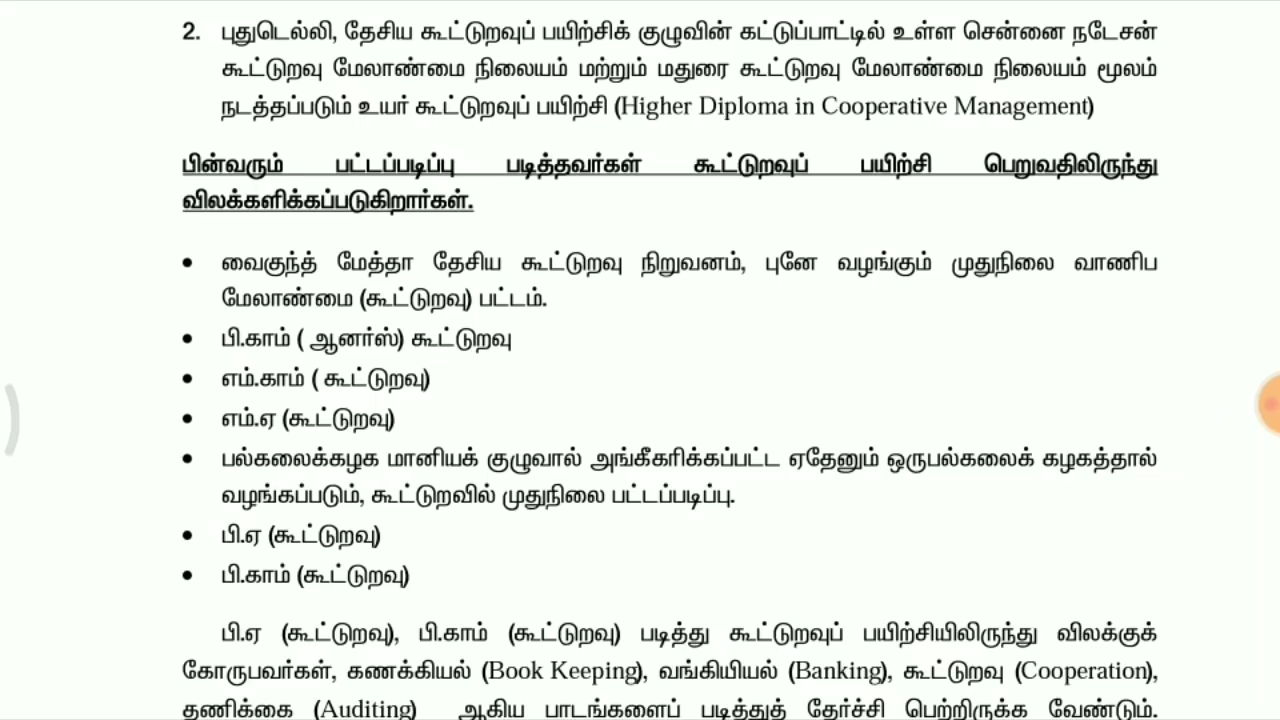 2. புதுடெல்லி, தேசிய கூட்டுறவுப் பயிற்சிக் குழுவின் கட்டுப்பாட்டில் உள்ள சென்னை நடேசன்
கூட்டுறவு மேலாண்மை நிலையம் மற்றும் மதுரை கூட்டுறவு மேலாண்மை நிலையம் மூலம்
நடத்தப்படும் உயர் கூட்டுறவுப் பயிற்சி (Higher Diploma in Cooperative Management)
பின்வரும் பட்டப்படிப்பு படித்தவர்கள் கூட்டுறவுப் பயிற்சி பெறுவதிலிருந்து
விலக்களிக்கப்படுகிறார்கள்.
• வைகுந்த் மேத்தா தேசிய கூட்டுறவு நிறுவனம், புனே வழங்கும் முதுநிலை வாணிப
மேலாண்மை (கூட்டுறவு) பட்டம்.
• பி.காம் ( ஆனர்ஸ்) கூட்டுறவு
• எம்.காம் ( கூட்டுறவு)
• எம்.ஏ (கூட்டுறவு)
• பல்கலைக்கழக மானியக் குழுவால் அங்கீகரிக்கப்பட்ட ஏதேனும் ஒருபல்கலைக் கழகத்தால்
வழங்கப்படும், கூட்டுறவில் முதுநிலை பட்டப்படிப்பு.
• பி.ஏ (கூட்டுறவு)
• பி.காம் (கூட்டுறவு)
பி.ஏ (கூட்டுறவு), பி.காம் (கூட்டுறவு) படித்து கூட்டுறவுப் பயிற்சியிலிருந்து விலக்குக்
கோருபவர்கள், கணக்கியல் (Book Keeping), வங்கியியல் (Banking), கூட்டுறவு (Cooperation),
தணிக்கை (Auditing) ஆகிய பாடங்களைப் படித்துத் தேர்ச்சி பெற்றிருக்க வேண்டும்.